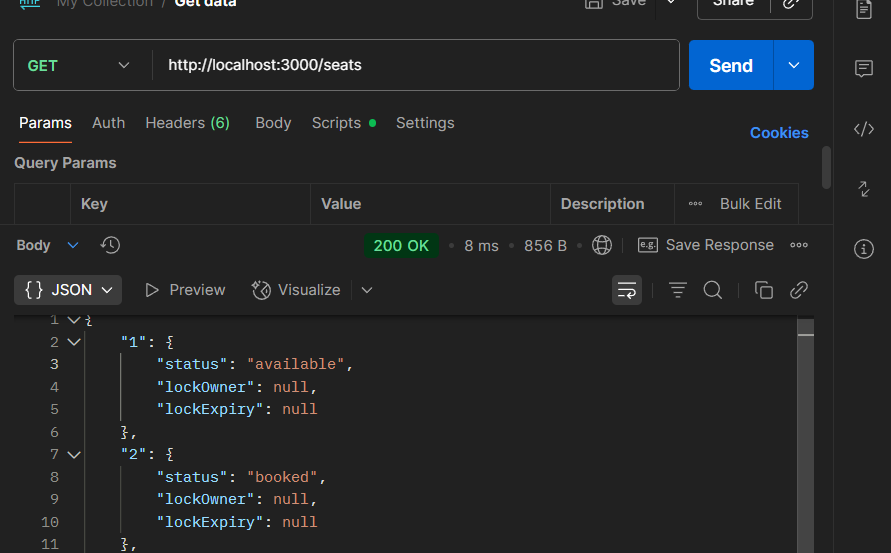 HTTP My Collection / Get data Save Share
GET http://localhost:3000/seats Send
Params Auth Headers (6) Body Scripts Settings Cookies
Query Params
Key Value Description Bulk Edit
Body 200 OK 8 ms 856 B e.g. Save Response
{} JSON Preview Visualize
1 {
2 "1": {
3 "status": "available",
4 "lockOwner": null,
5 "lockExpiry": null
6 },
7 "2": {
8 "status": "booked",
9 "lockOwner": null,
10 "lockExpiry": null
11 },